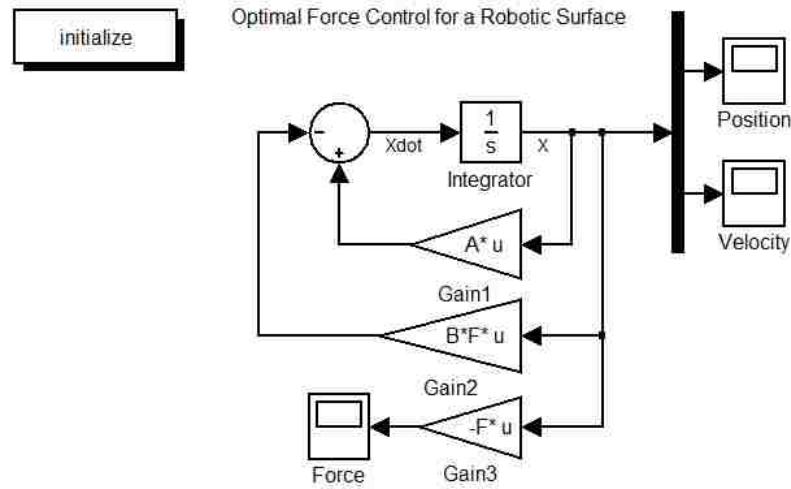 Optimal Force Control for a Robotic Surface
initialize
Position
-
+
Xdot
1
s
X
Integrator
Velocity
A* u
Gain1
B*F* u
Gain2
-F* u
Force
Gain3